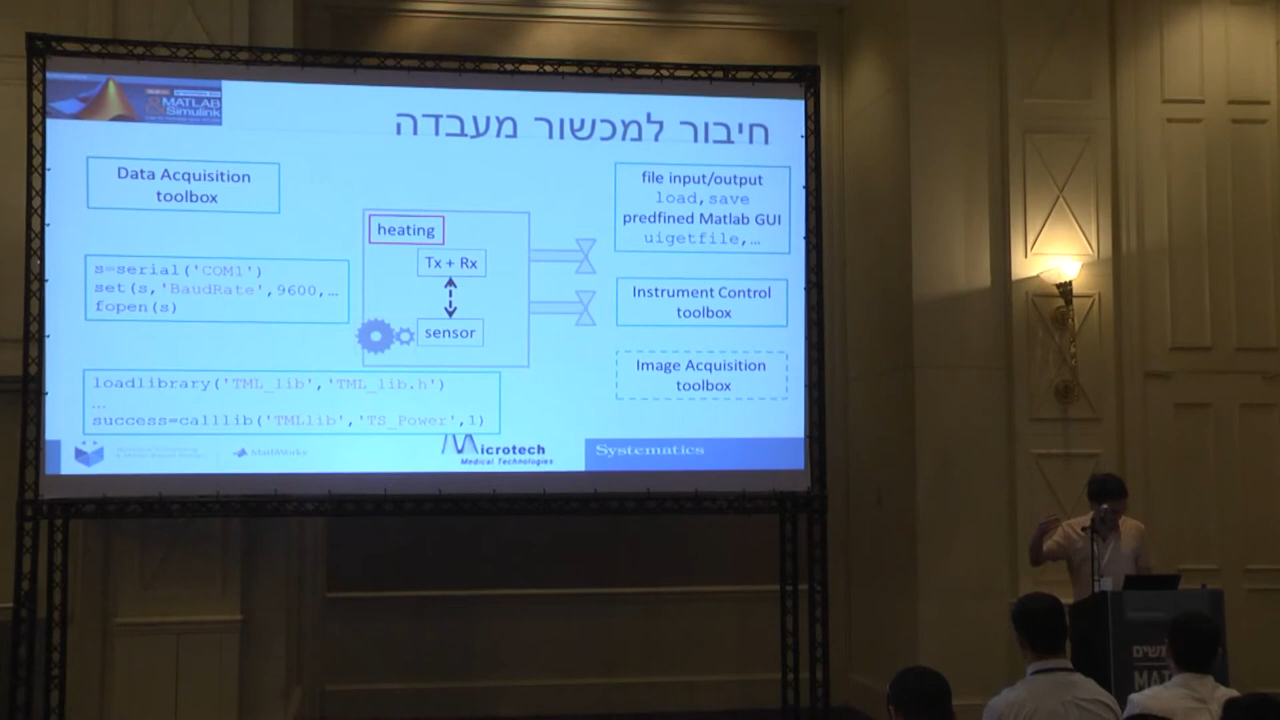 MATLAB
& Simulink
חיבור למכשור מעבדה
Data Acquisition
toolbox
s=serial('COM1')
set(s,'BaudRate',9600,…
fopen(s)
loadlibrary('TML_lib','TML_lib.h')
…
success=calllib('TMLlib','TS_Power',1)
heating
Tx + Rx
sensor
file input/output
load, save
predfined Matlab GUI
uigetfile,…
Instrument Control
toolbox
Image Acquisition
toolbox
MathWorks
Microtech
Medical Technologies
Systematics